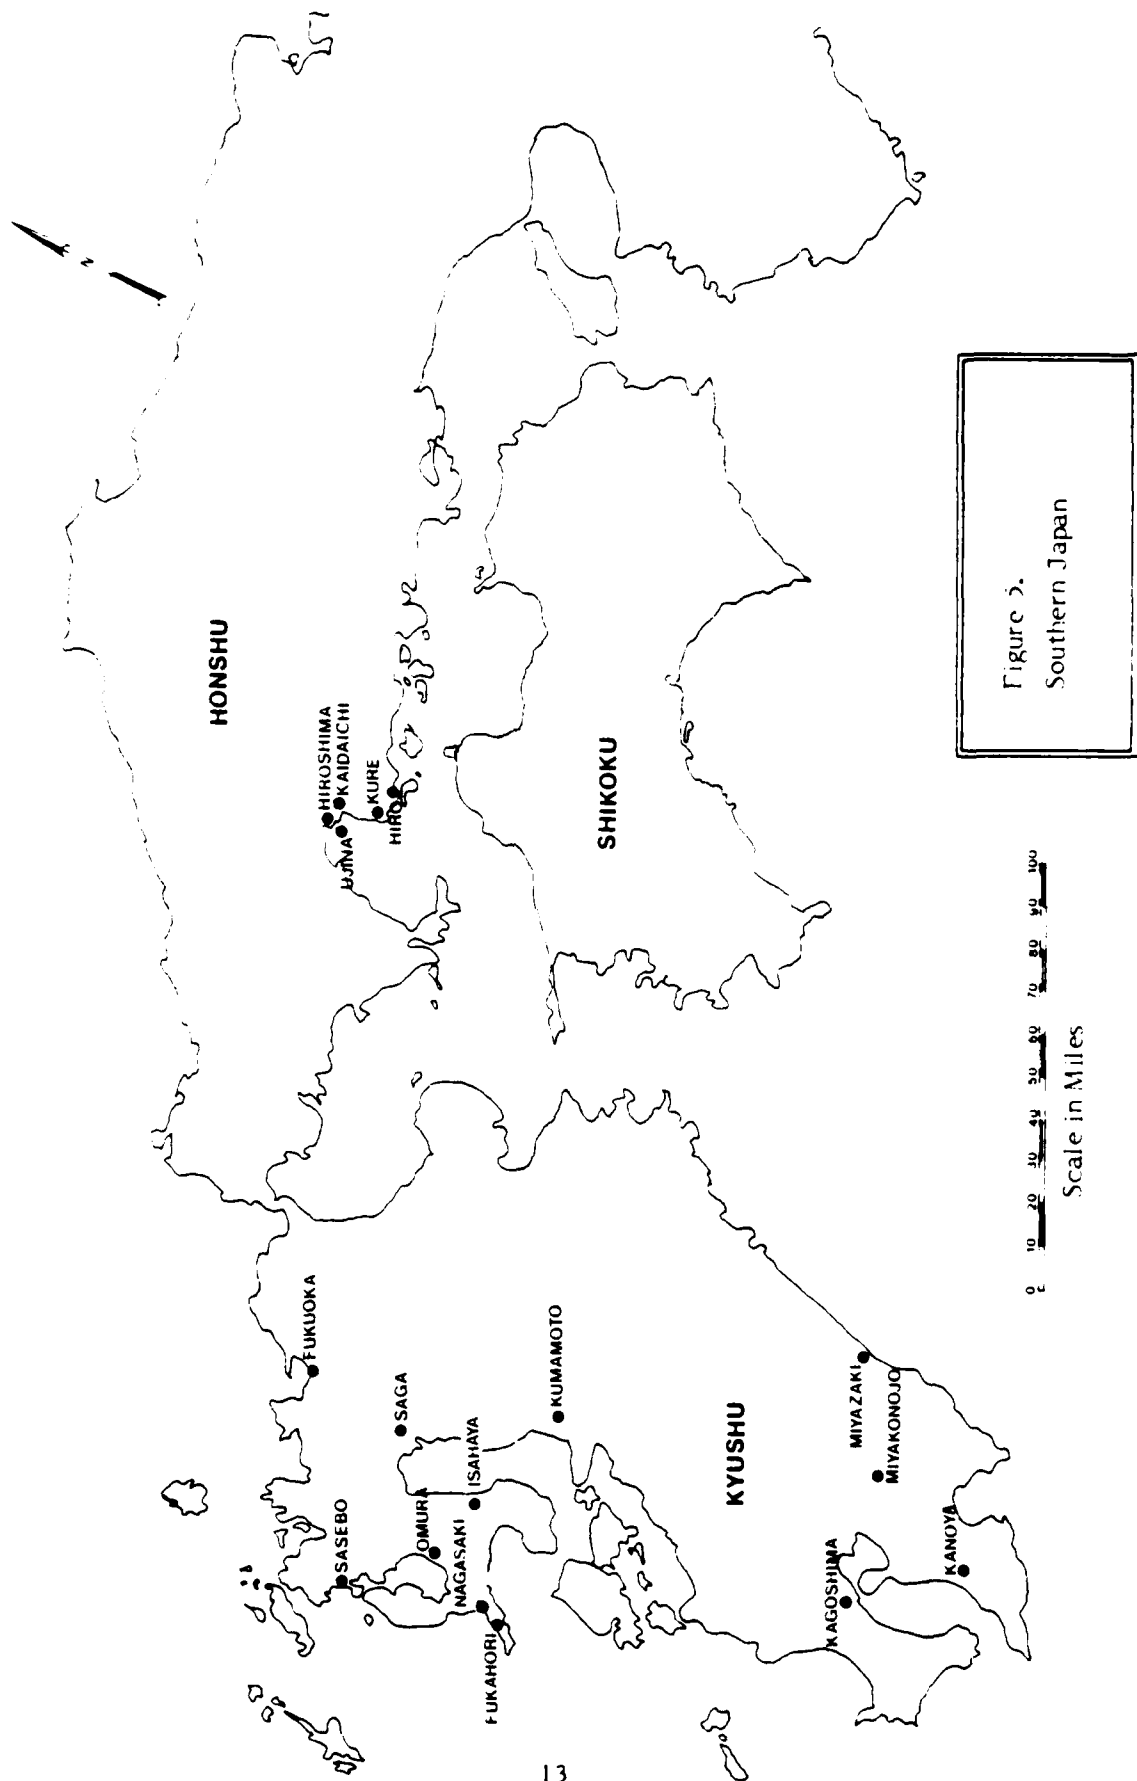 N
HONSHU
HIROSHIMA
KAIDAICHI
UJINA
KURE
HIRO
SHIKOKU
FUKUOKA
SAGA
SASEBO
OMURA
ISAHAYA
NAGASAKI
FUKAHORI
KUMAMOTO
KYUSHU
MIYAZAKI
MIYAKONOJO
KAGOSHIMA
KANOYA
0 10 20 30 40 50 60 70 80 90 100
Scale in Miles
Figure
Southern Japan
13